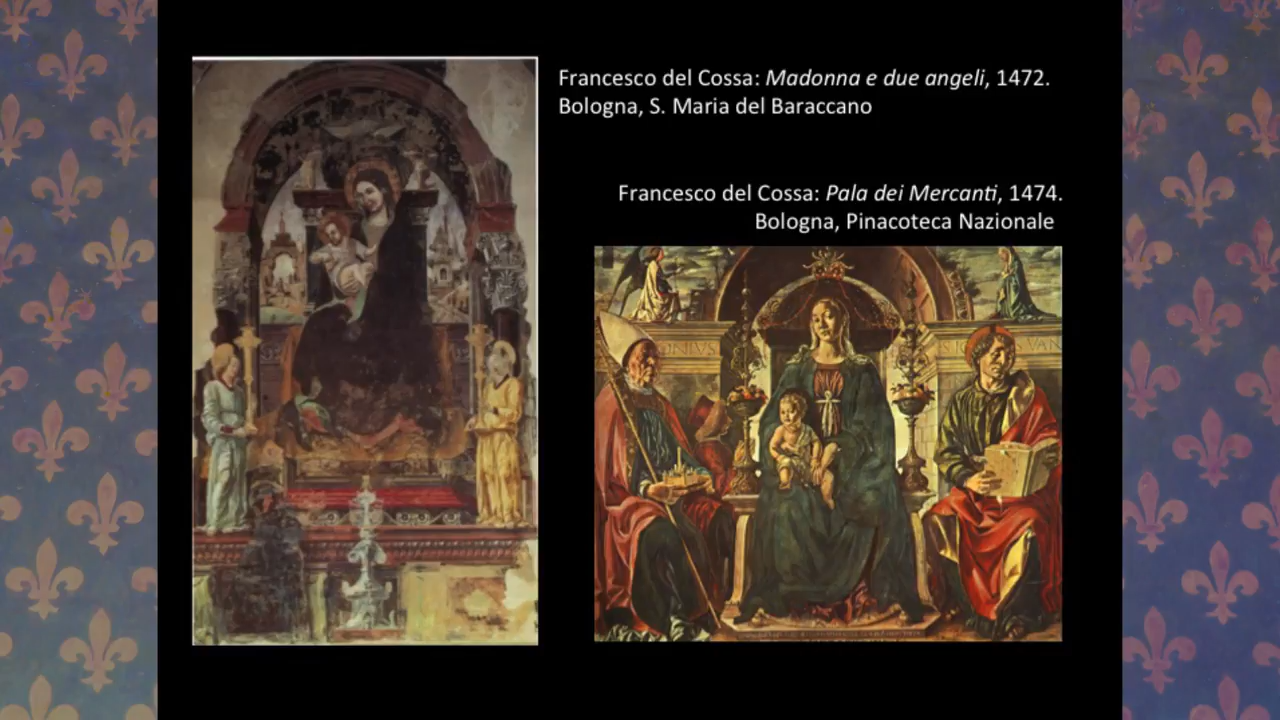 Francesco del Cossa: Madonna e due angeli, 1472.
Bologna, S. Maria del Baraccano
Francesco del Cossa: Pala dei Mercanti, 1474.
Bologna, Pinacoteca Nazionale